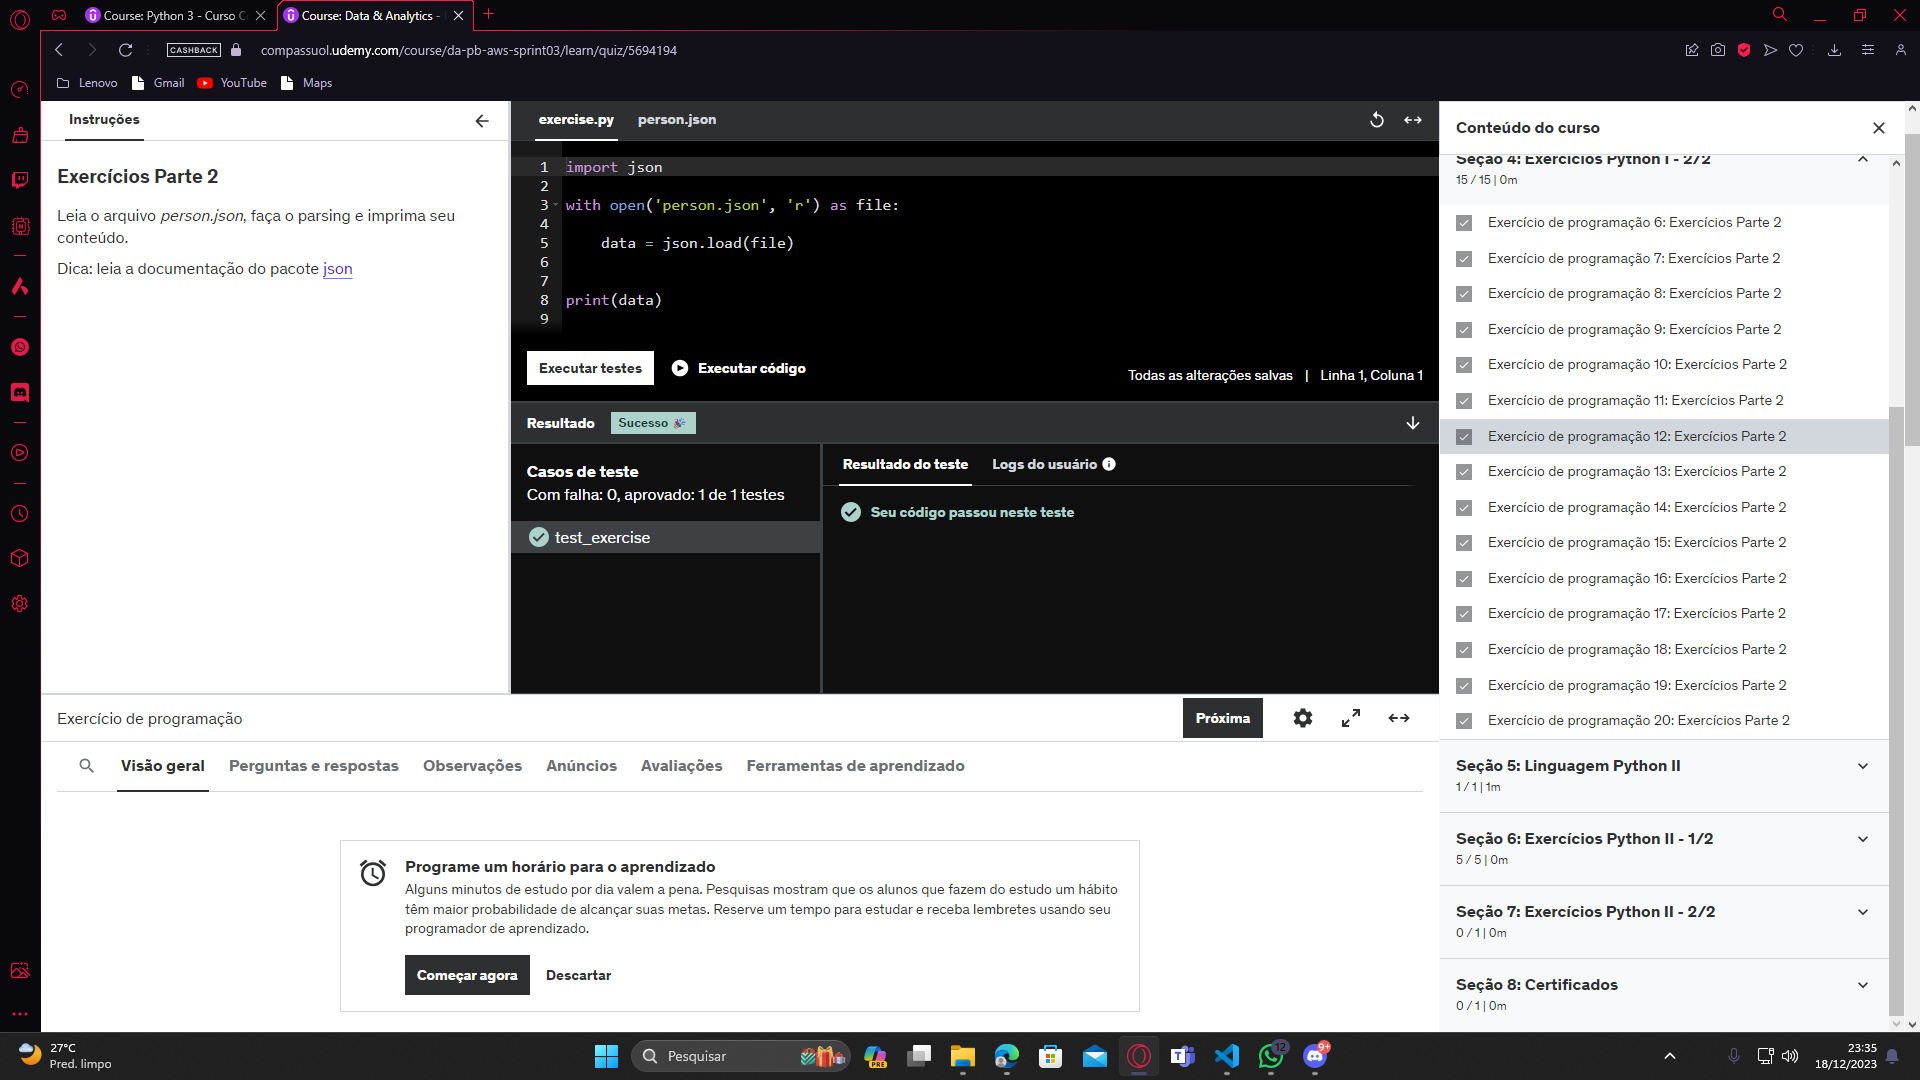 Course: Python 3 - Curso C
Course: Data & Analytics -
CASHBACK
compassuol.udemy.com/course/da-pb-aws-sprint03/learn/quiz/5694194
Lenovo
Gmail
YouTube
Maps
Instruções
Exercícios Parte 2
Leia o arquivo person.json, faça o parsing e imprima seu
conteúdo.
Dica: leia a documentação do pacote json
exercise.py
person.json
1 import json
2
3 with open('person.json', 'r') as file:
4
5 data = json.load(file)
6
7
8 print(data)
9
Executar testes
Executar código
Todas as alterações salvas | Linha 1, Coluna 1
Resultado
Sucesso 🎉
Casos de teste
Com falha: 0, aprovado: 1 de 1 testes
test_exercise
Resultado do teste
Logs do usuário
Seu código passou neste teste
Exercício de programação
Próxima
Visão geral
Perguntas e respostas
Observações
Anúncios
Avaliações
Ferramentas de aprendizado
Programe um horário para o aprendizado
Alguns minutos de estudo por dia valem a pena. Pesquisas mostram que os alunos que fazem do estudo um hábito
têm maior probabilidade de alcançar suas metas. Reserve um tempo para estudar e receba lembretes usando seu
programador de aprendizado.
Começar agora
Descartar
Conteúdo do curso
Seção 4: Exercícios Python I - 2/2
15 / 15 | 0m
Exercício de programação 6: Exercícios Parte 2
Exercício de programação 7: Exercícios Parte 2
Exercício de programação 8: Exercícios Parte 2
Exercício de programação 9: Exercícios Parte 2
Exercício de programação 10: Exercícios Parte 2
Exercício de programação 11: Exercícios Parte 2
Exercício de programação 12: Exercícios Parte 2
Exercício de programação 13: Exercícios Parte 2
Exercício de programação 14: Exercícios Parte 2
Exercício de programação 15: Exercícios Parte 2
Exercício de programação 16: Exercícios Parte 2
Exercício de programação 17: Exercícios Parte 2
Exercício de programação 18: Exercícios Parte 2
Exercício de programação 19: Exercícios Parte 2
Exercício de programação 20: Exercícios Parte 2
Seção 5: Linguagem Python II
1 / 1 | 1m
Seção 6: Exercícios Python II - 1/2
5 / 5 | 0m
Seção 7: Exercícios Python II - 2/2
0 / 1 | 0m
Seção 8: Certificados
0 / 1 | 0m
27°C
Pred. limpo
Pesquisar
PRE
12
9+
23:35
18/12/2023